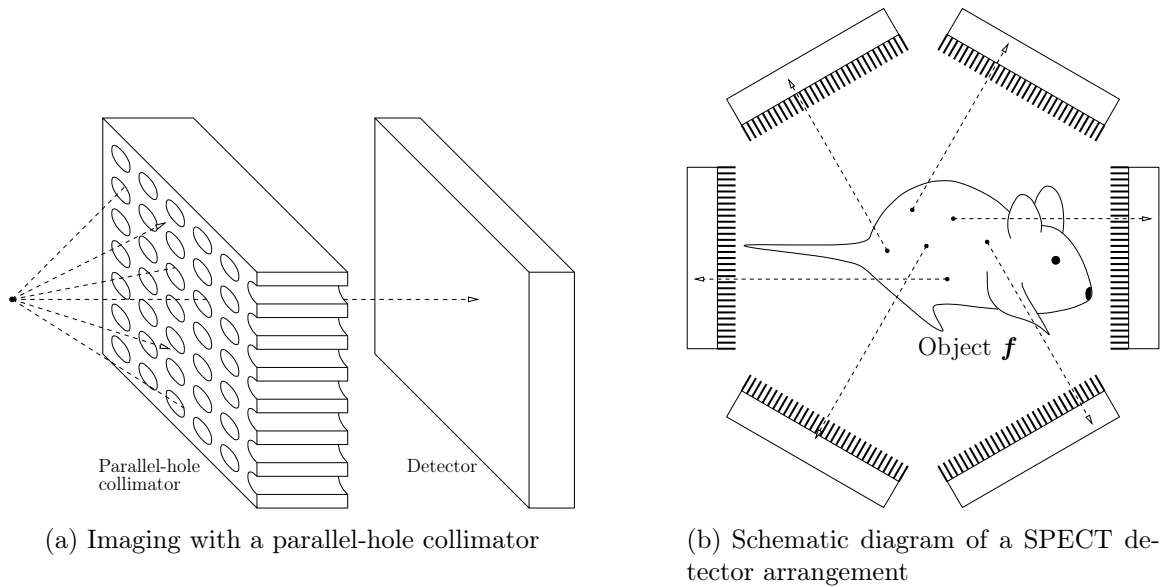 Parallel-hole
collimator
Detector
Object f
(a) Imaging with a parallel-hole collimator
(b) Schematic diagram of a SPECT de-
tector arrangement